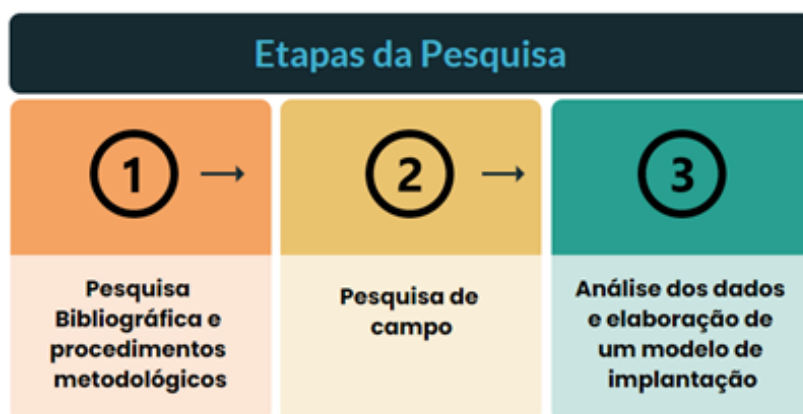 Etapas da Pesquisa
1
2
3
Pesquisa
Bibliográfica e
procedimentos
metodológicos
Pesquisa de
campo
Análise dos dados
e elaboração de
um modelo de
implantação